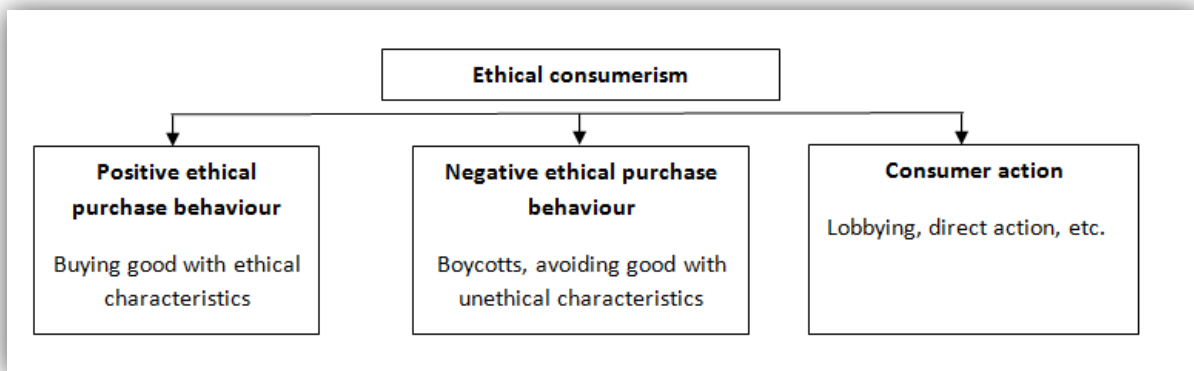 Ethical consumerism
Positive ethical
purchase behaviour
Buying good with ethical
characteristics
Negative ethical purchase
behaviour
Boycotts, avoiding good with
unethical characteristics
Consumer action
Lobbying, direct action, etc.